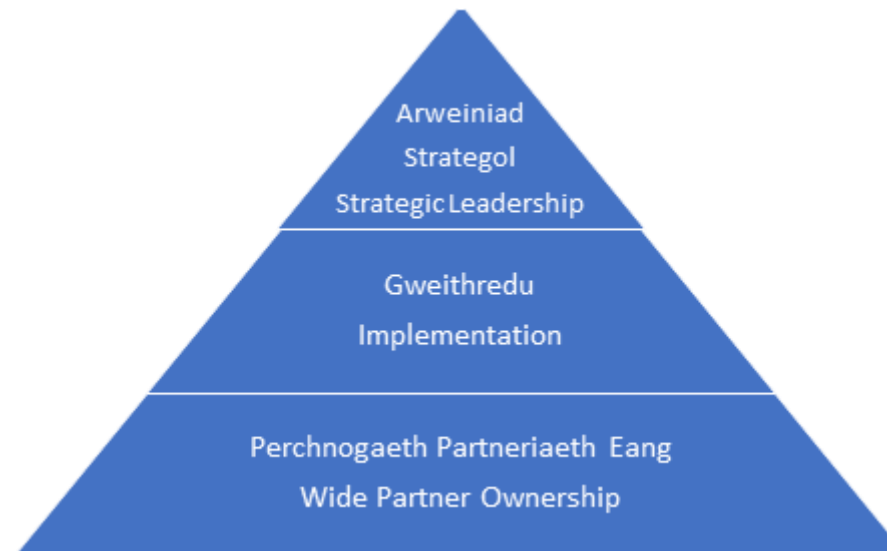 Arweiniad
Strategol
Strategic Leadership
Gweithredu
Implementation
Perchnogaeth Partneriaeth Eang
Wide Partner Ownership